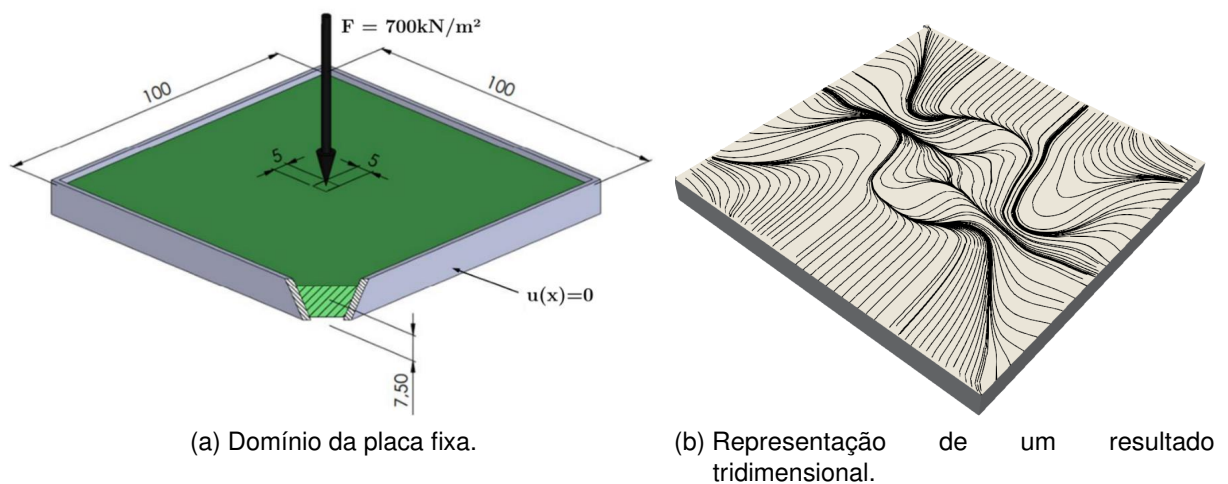 F = 700kN/m²
100
100
5
5
u(x)=0
7,50
(a) Domínio da placa fixa.
(b) Representação de um resultado
tridimensional.